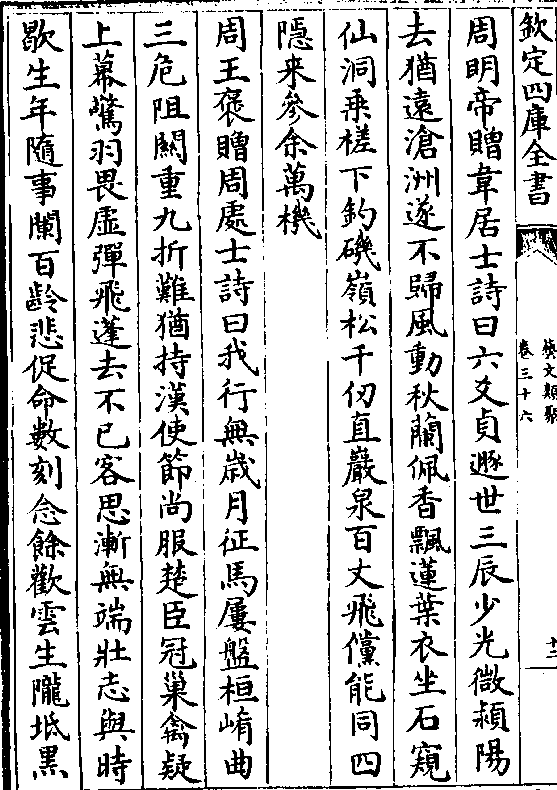 欽定四庫全書
藝文類聚
卷三十六
十二
周明帝贈韋居士詩曰六爻貞遯世三辰少光微潁陽
去猶遠滄洲遂不歸風動秋蘭佩香飄蓮葉衣坐石窺
仙洞乗槎下釣磯嶺松千仞直巖泉百丈飛儻能同四
隱來參余萬機
周王褒贈周處士詩曰我行無歲月征馬屢盤桓崤曲
三危阻關重九折難猶持漢使節尚服楚臣冠巢禽疑
上幕驚羽畏虛彈飛蓬去不已客思漸無端壯志與時
歇生年隨事闌百齡悲促命數刻念餘歡雲生隴坻黒